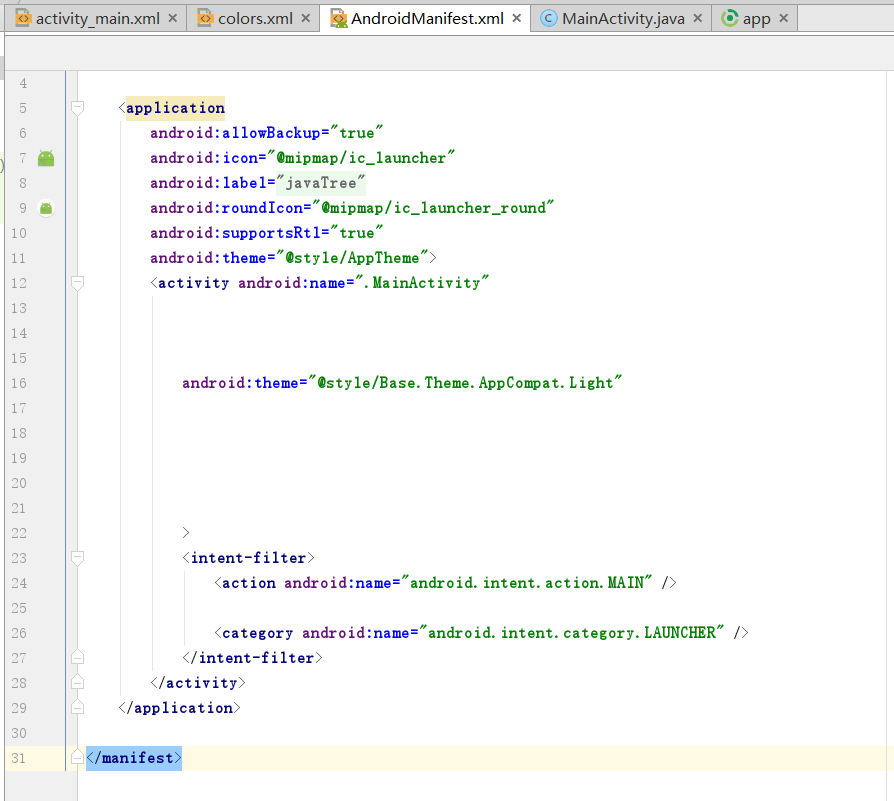 activity_main.xml × colors.xml × AndroidManifest.xml × C MainActivity.java × app ×
4
5 <application
6 android:allowBackup="true"
7 android:icon="@mipmap/ic_launcher"
8 android:label="javaTree"
9 android:roundIcon="@mipmap/ic_launcher_round"
10 android:supportsRtl="true"
11 android:theme="@style/AppTheme">
12 <activity android:name=".MainActivity"
13
14
15
16 android:theme="@style/Base.Theme.AppCompat.Light"
17
18
19
20
21
22 >
23 <intent-filter>
24 <action android:name="android.intent.action.MAIN" />
25
26 <category android:name="android.intent.category.LAUNCHER" />
27 </intent-filter>
28 </activity>
29 </application>
30
31 </manifest>